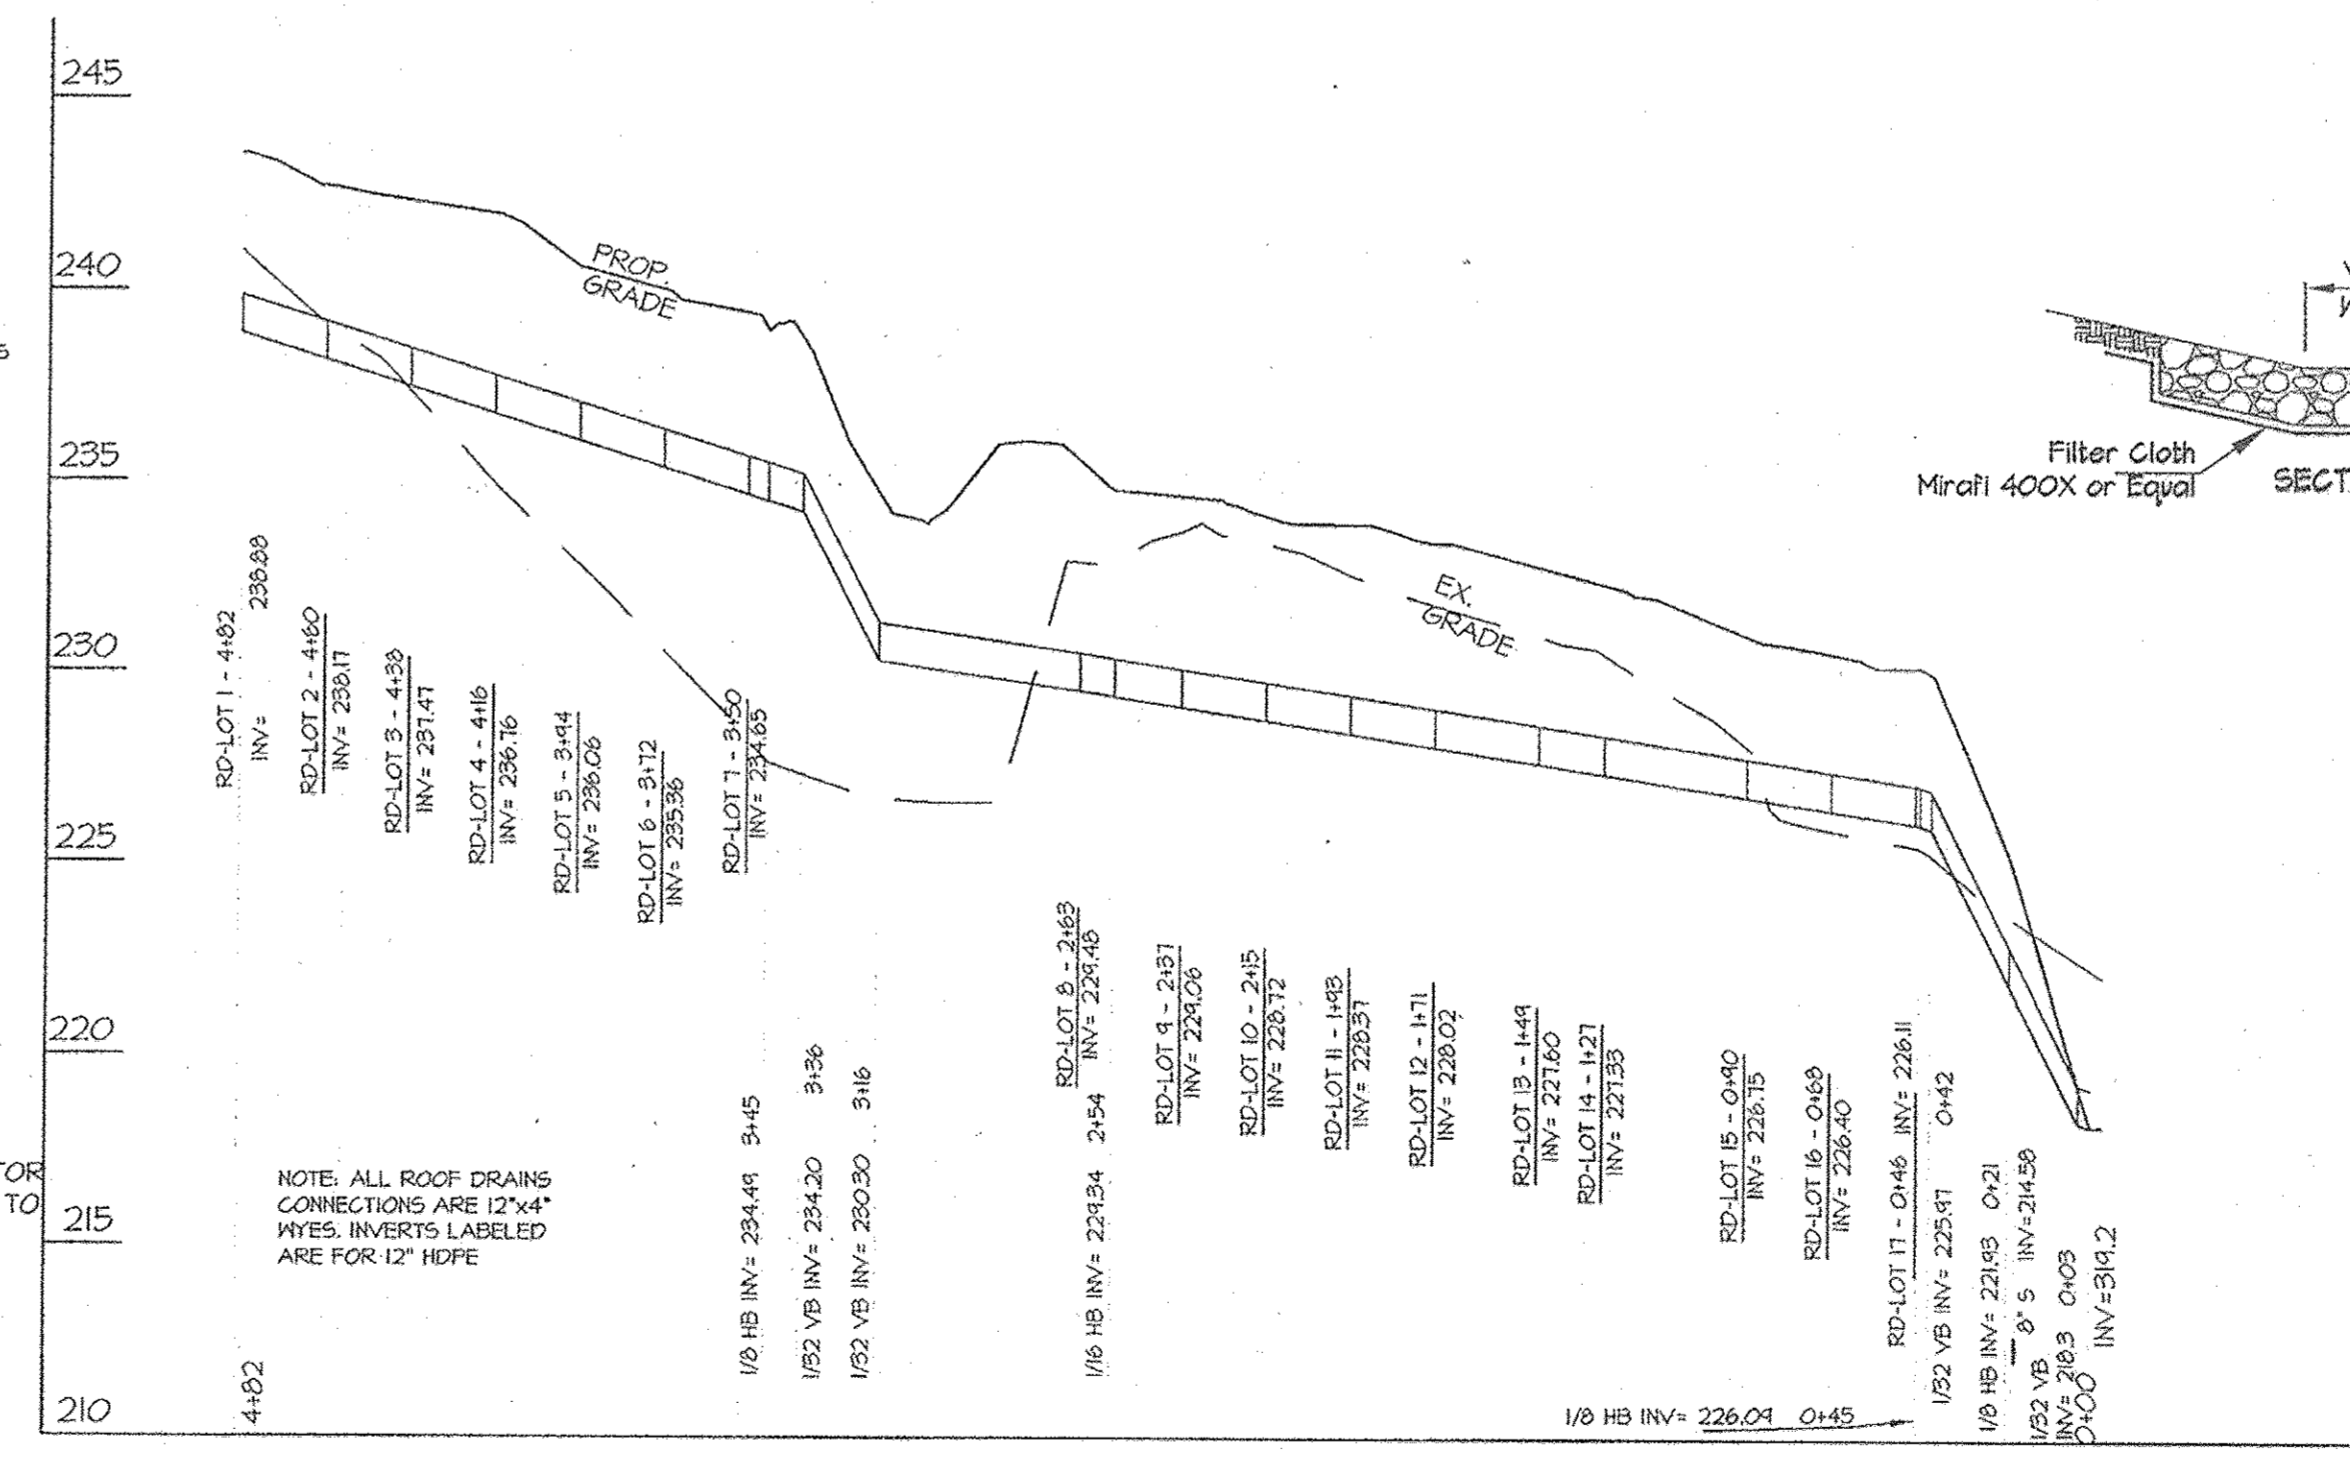 245
240
235
230
225
220
215
210
PROP.
GRADE
EX.
GRADE
Filter Cloth
Mirafi 400X or Equal
SECT
RD-LOT 1 - 4+82
INV= 238.88
RD-LOT 2 - 4+60
INV= 238.17
RD-LOT 3 - 4+38
INV= 237.47
RD-LOT 4 - 4+16
INV= 236.76
RD-LOT 5 - 3+94
INV= 236.06
RD-LOT 6 - 3+72
INV= 235.36
RD-LOT 7 - 3+50
INV= 234.65
RD-LOT 8 - 2+63
INV= 229.48
RD-LOT 9 - 2+37
INV= 229.06
RD-LOT 10 - 2+15
INV= 228.72
RD-LOT 11 - 1+93
INV= 228.37
RD-LOT 12 - 1+71
INV= 228.02
RD-LOT 13 - 1+49
INV= 227.60
RD-LOT 14 - 1+27
INV= 227.33
RD-LOT 15 - 0+90
INV= 226.75
RD-LOT 16 - 0+68
INV= 226.40
RD-LOT 17 - 0+46 INV= 226.11
4+82
1/8 HB INV= 234.49 3+45
1/32 VB INV= 234.20 3+36
1/32 VB INV= 230.30 3+16
1/16 HB INV= 229.34 2+54
1/8 HB INV= 226.09 0+45
1/32 VB INV= 225.97 0+42
1/8 HB INV= 221.93 0+21
8" S INV=214.58
1/32 VB
INV= 218.3 0+03
0+00
INV=319.2
NOTE: ALL ROOF DRAINS
CONNECTIONS ARE 12"x4"
WYES. INVERTS LABELED
ARE FOR 12" HDPE
TOR
TO